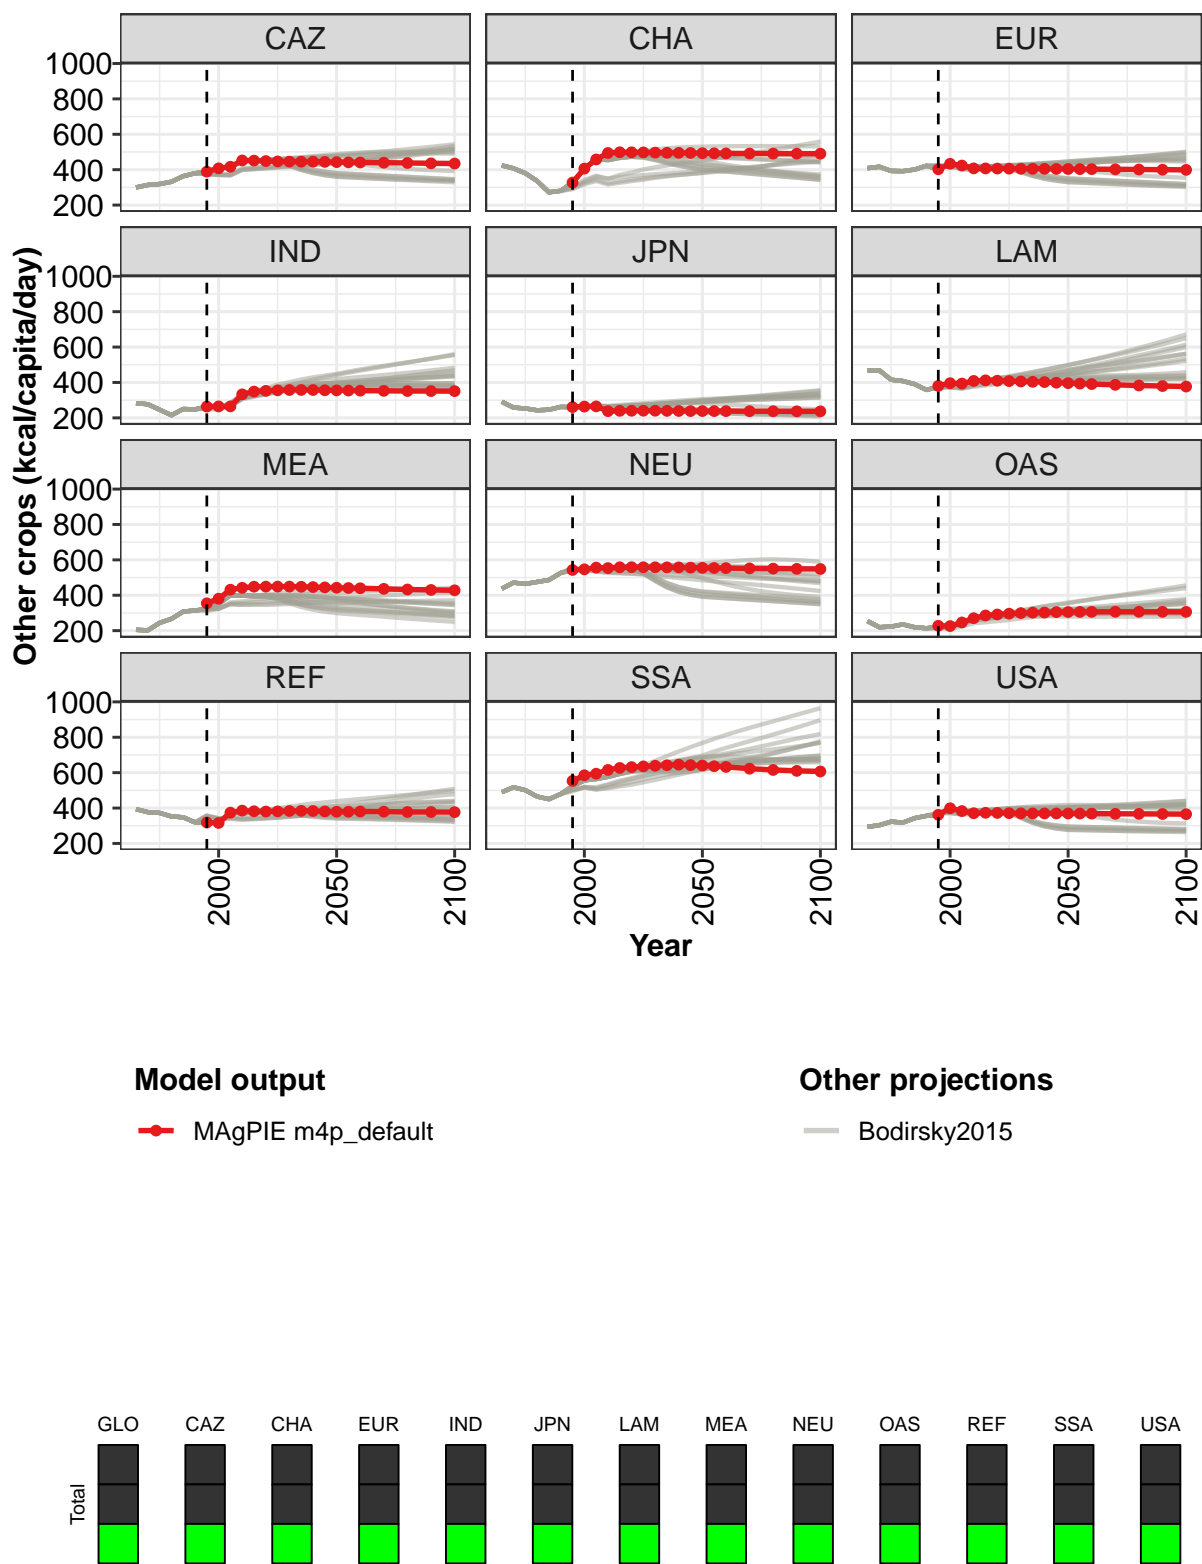 CAZ CHA EUR
1000
800
600
400
200
IND JPN LAM
1000
800
600
400
200
MEA NEU OAS
1000
800
600
400
200
REF SSA USA
1000
800
600
400
200
Other crops (kcal/capita/day)
2000 2050 2100 2000 2050 2100 2000 2050 2100
Year
Model output Other projections
MAgPIE m4p_default Bodirsky2015
GLO CAZ CHA EUR IND JPN LAM MEA NEU OAS REF SSA USA
Total